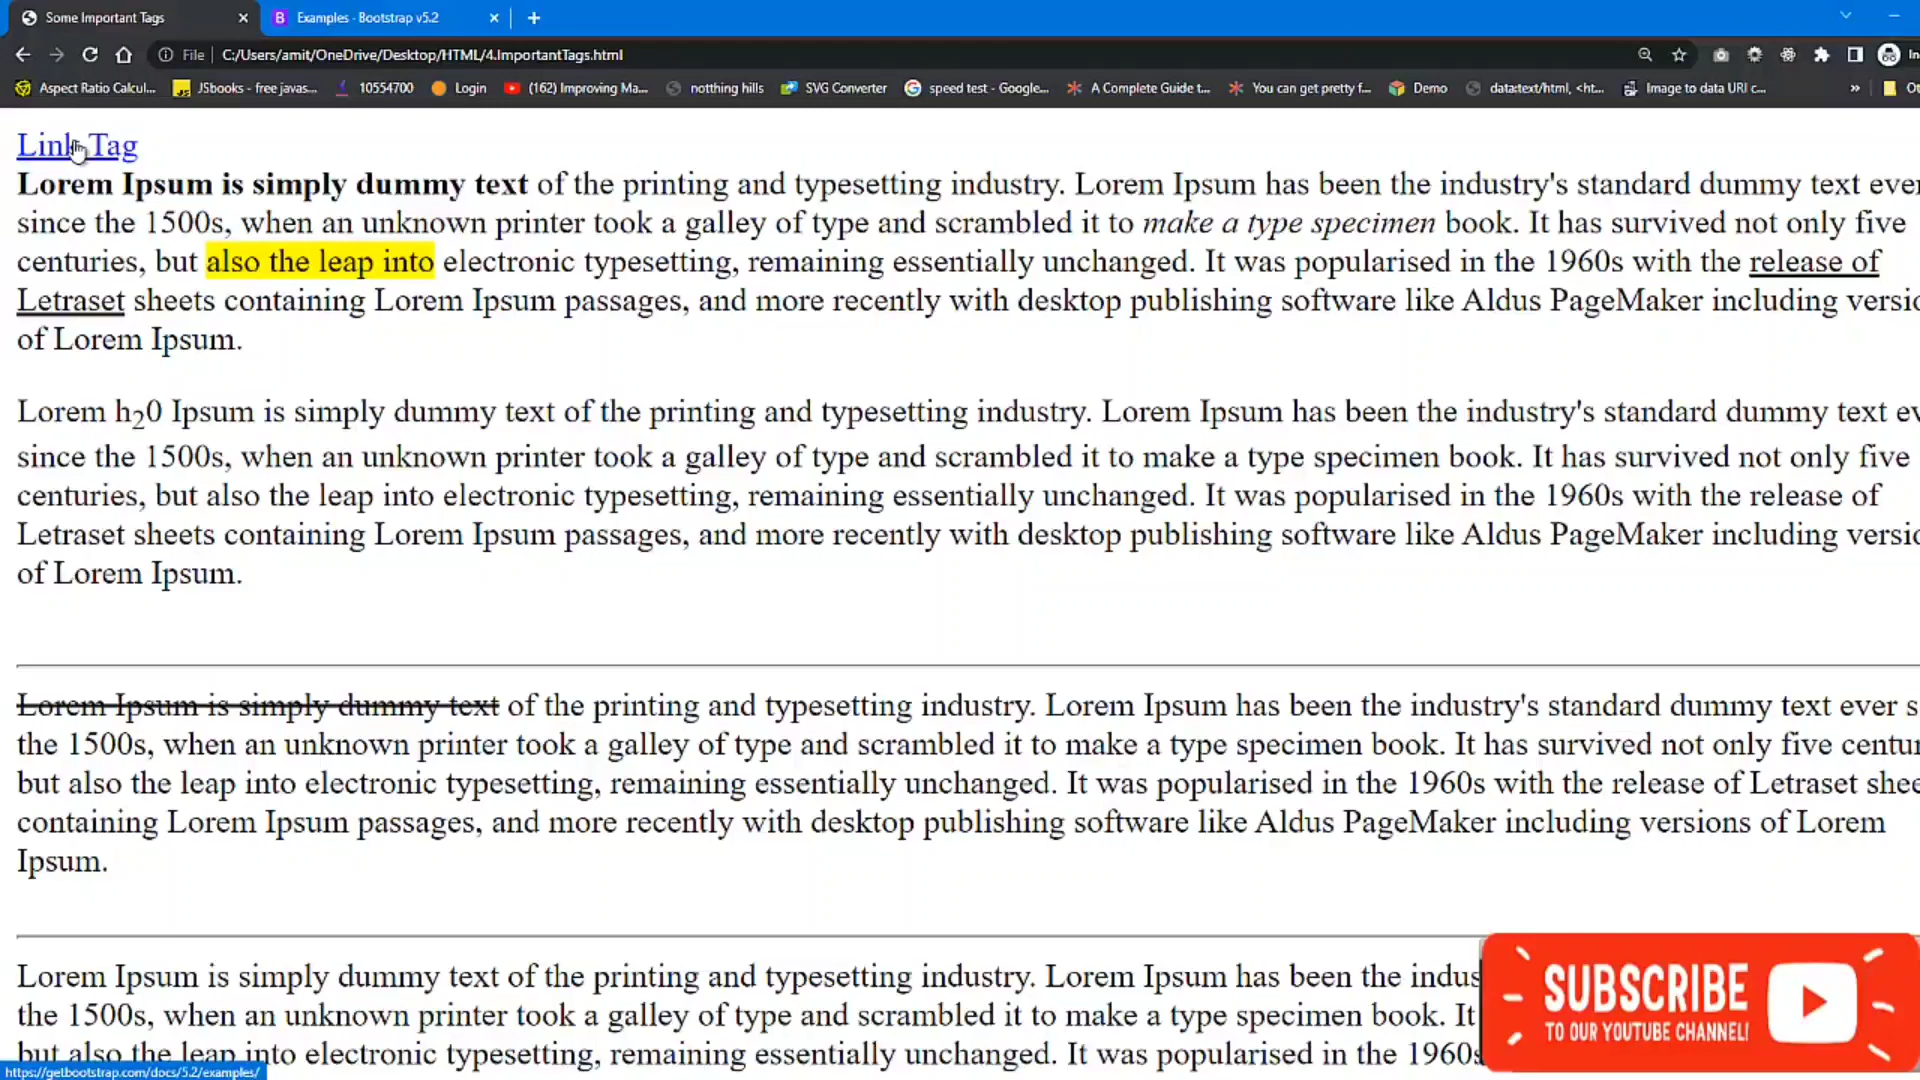 Some Important Tags
Examples · Bootstrap v5.2
File C:/Users/amit/OneDrive/Desktop/HTML/4.ImportantTags.html
Aspect Ratio Calcul... JSbooks - free javas... 10554700 Login (162) Improving Ma... notthing hills SVG Converter speed test - Google... A Complete Guide t... You can get pretty f... Demo data:text/html, <ht... Image to data URI c... »
Link Tag
Lorem Ipsum is simply dummy text of the printing and typesetting industry. Lorem Ipsum has been the industry's standard dummy text ever
since the 1500s, when an unknown printer took a galley of type and scrambled it to make a type specimen book. It has survived not only five
centuries, but also the leap into electronic typesetting, remaining essentially unchanged. It was popularised in the 1960s with the release of
Letraset sheets containing Lorem Ipsum passages, and more recently with desktop publishing software like Aldus PageMaker including versio
of Lorem Ipsum.
Lorem h20 Ipsum is simply dummy text of the printing and typesetting industry. Lorem Ipsum has been the industry's standard dummy text ev
since the 1500s, when an unknown printer took a galley of type and scrambled it to make a type specimen book. It has survived not only five
centuries, but also the leap into electronic typesetting, remaining essentially unchanged. It was popularised in the 1960s with the release of
Letraset sheets containing Lorem Ipsum passages, and more recently with desktop publishing software like Aldus PageMaker including versio
of Lorem Ipsum.
Lorem Ipsum is simply dummy text of the printing and typesetting industry. Lorem Ipsum has been the industry's standard dummy text ever s
the 1500s, when an unknown printer took a galley of type and scrambled it to make a type specimen book. It has survived not only five centur
but also the leap into electronic typesetting, remaining essentially unchanged. It was popularised in the 1960s with the release of Letraset shee
containing Lorem Ipsum passages, and more recently with desktop publishing software like Aldus PageMaker including versions of Lorem
Ipsum.
Lorem Ipsum is simply dummy text of the printing and typesetting industry. Lorem Ipsum has been the indus
the 1500s, when an unknown printer took a galley of type and scrambled it to make a type specimen book. It
but also the leap into electronic typesetting, remaining essentially unchanged. It was popularised in the 1960s
SUBSCRIBE
TO OUR YOUTUBE CHANNEL!
https://getbootstrap.com/docs/5.2/examples/